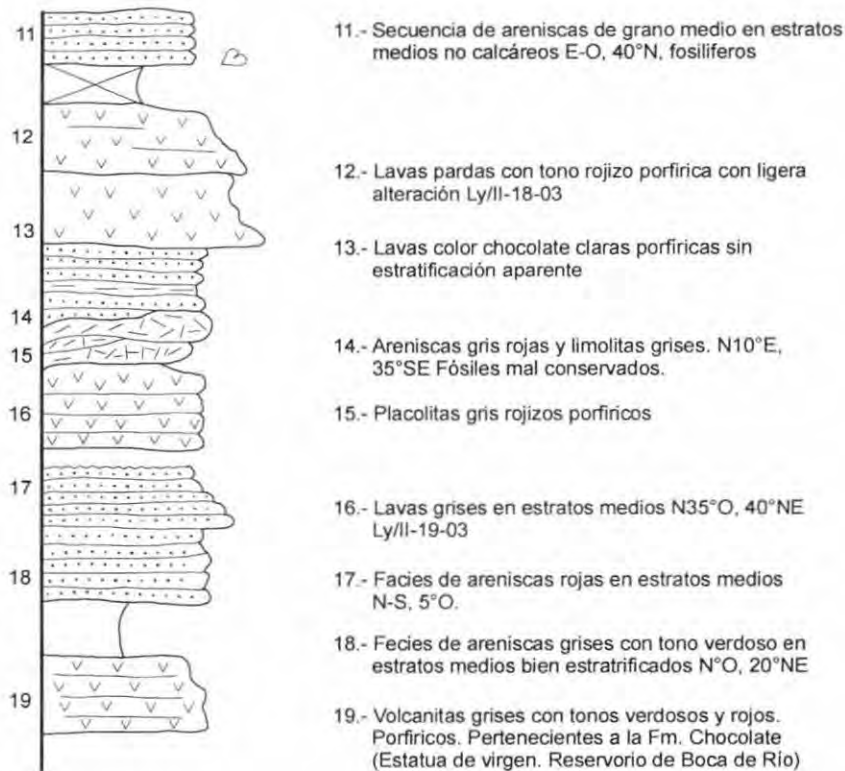 11
12
13
14
15
16
17
18
19
11.- Secuencia de areniscas de grano medio en estratos
medios no calcáreos E-O, 40°N, fosiliferos
12.- Lavas pardas con tono rojizo porfirica con ligera
alteración Ly/II-18-03
13.- Lavas color chocolate claras porfíricas sin
estratificación aparente
14.- Areniscas gris rojas y limolitas grises. N10°E,
35°SE Fósiles mal conservados.
15.- Placolitas gris rojizos porfiricos
16.- Lavas grises en estratos medios N35°O, 40°NE
Ly/II-19-03
17.- Facies de areniscas rojas en estratos medios
N-S, 5°O.
18.- Fecies de areniscas grises con tono verdoso en
estratos medios bien estratrificados N°O, 20°NE
19.- Volcanitas grises con tonos verdosos y rojos.
Porfiricos. Pertenecientes a la Fm. Chocolate
(Estatua de virgen. Reservorio de Boca de Río)